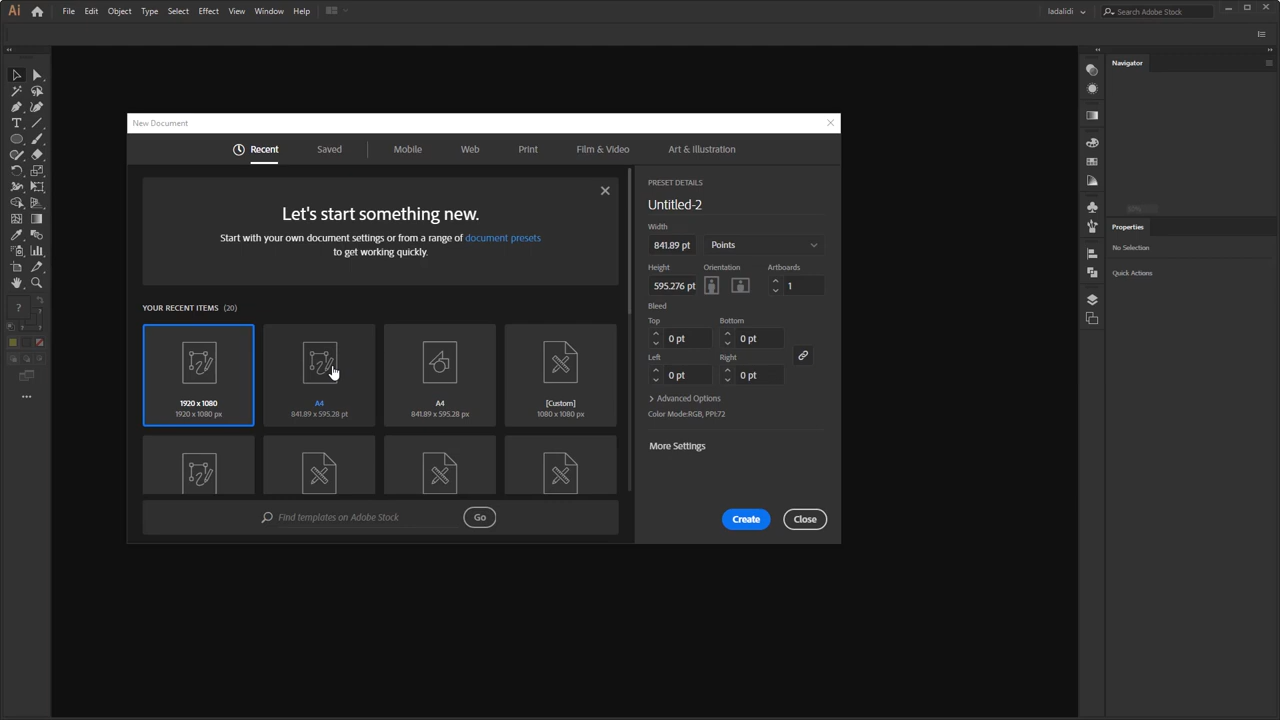 Ai File Edit Object Type Select Effect View Window Help ladalidi Search Adobe Stock
Navigator
New Document
Recent Saved Mobile Web Print Film & Video Art & Illustration
Let's start something new.
Start with your own document settings or from a range of document presets
to get working quickly.
YOUR RECENT ITEMS (20)
1920 x 1080
1920 x 1080 px
A4
841.89 x 595.28 pt
A4
841.89 x 595.28 px
[Custom]
1080 x 1080 px
Find templates on Adobe Stock Go
PRESET DETAILS
Untitled-2
Width
841.89 pt Points
Height Orientation Artboards
595.276 pt 1
Bleed
Top Bottom
0 pt 0 pt
Left Right
0 pt 0 pt
Advanced Options
Color Mode:RGB, PPI:72
More Settings
Create Close
Properties
No Selection
Quick Actions